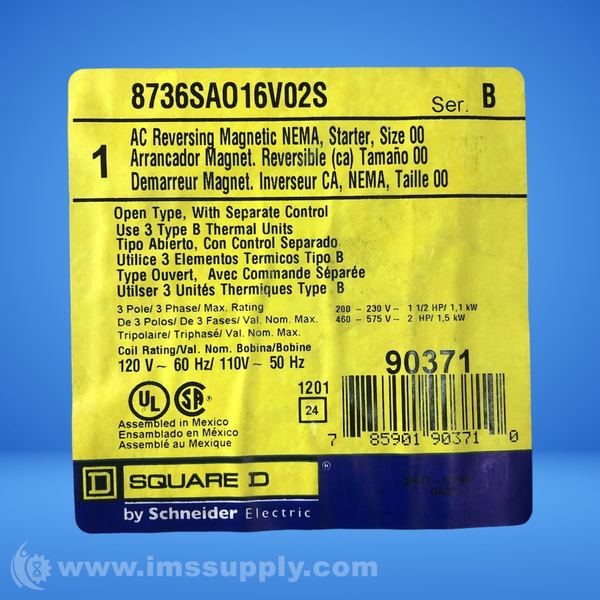 8736SAO16V02S Ser. B
1
AC Reversing Magnetic NEMA, Starter, Size 00
Arrancador Magnet. Reversible (ca) Tamaño 00
Demarreur Magnet. Inverseur CA, NEMA, Taille 00
Open Type, With Separate Control
Use 3 Type B Thermal Units
Tipo Abierto, Con Control Separado
Utilice 3 Elementos Termicos Tipo B
Type Ouvert, Avec Commande Séparée
Utilser 3 Unités Thermiques Type B
3 Pole/ 3 Phase/ Max. Rating 200 – 230 V~ 1 1/2 HP/ 1,1 kW
De 3 Polos/ De 3 Fases/ Val. Nom. Max. 460 – 575 V~ 2 HP/ 1,5 kW
Tripolaire/ Triphasé/ Val. Nom. Max.
Coil Rating/Val. Nom. Bobina/Bobine
120 V~ 60 Hz/ 110V~ 50 Hz
90371
UL ® SA ®
1201
24
Assembled in Mexico
Ensamblado en México
Assemblé au Mexique
7 85901 90371 0
D SQUARE D ®
by Schneider Electric
www.imssupply.com